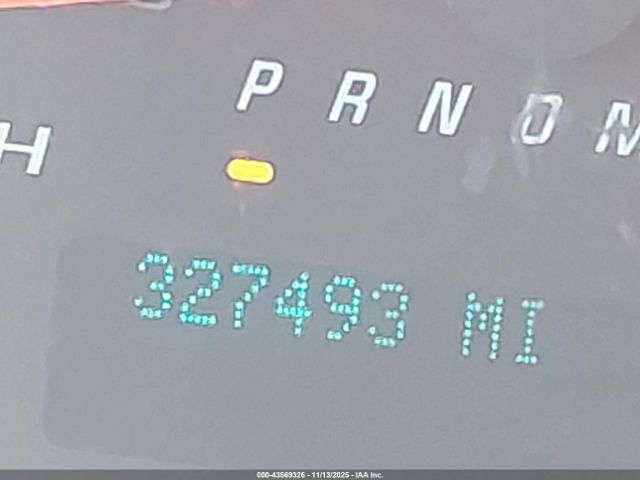 P R N D M
H
327493 MI
000-43569326 - 11/13/2025 - IAA Inc.